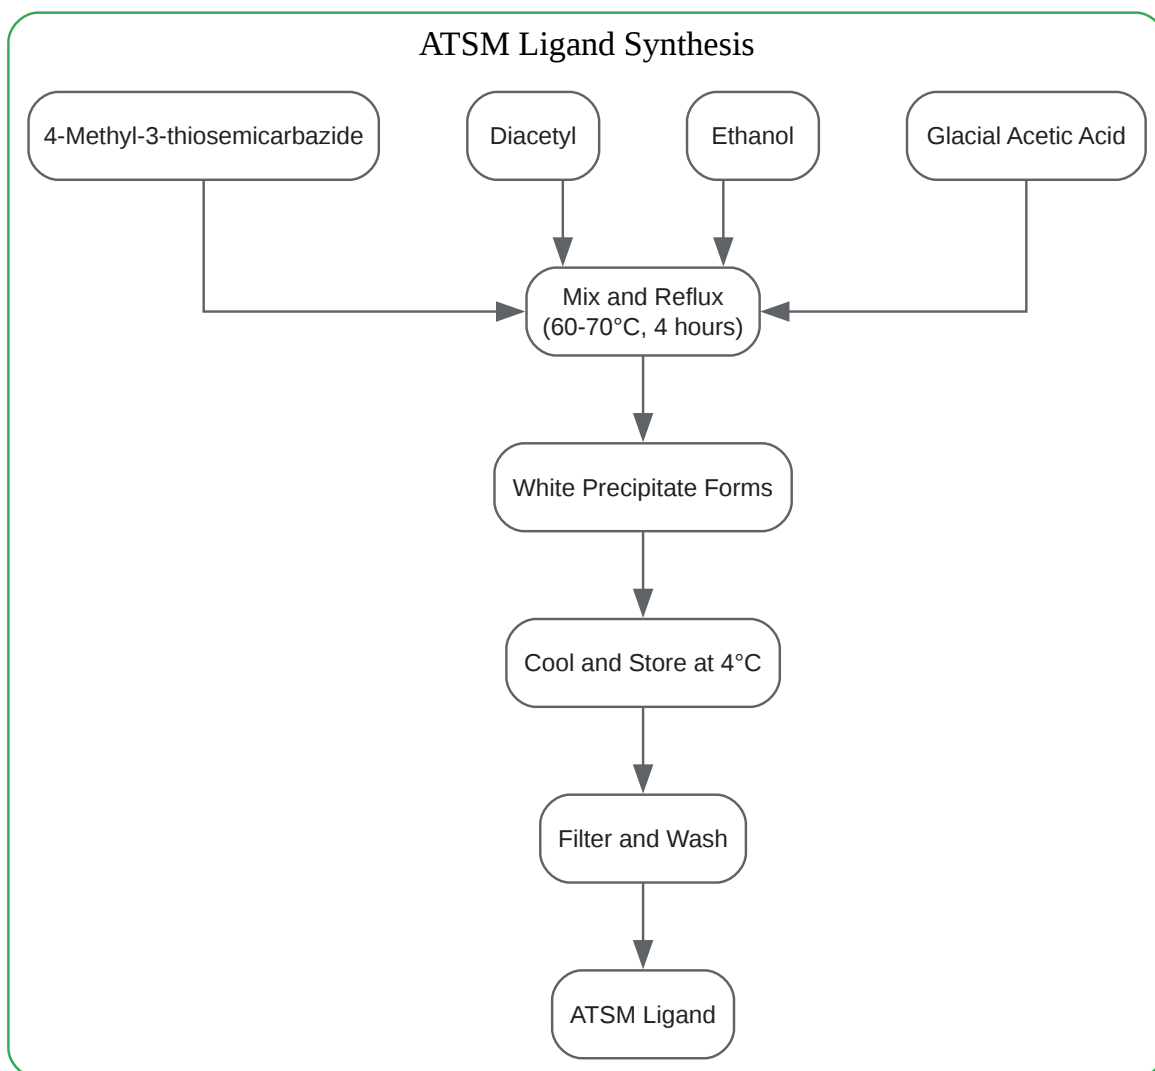 ATSM Ligand Synthesis
4-Methyl-3-thiosemicarbazide
Diacetyl
Ethanol
Glacial Acetic Acid
Mix and Reflux
(60-70°C, 4 hours)
White Precipitate Forms
Cool and Store at 4°C
Filter and Wash
ATSM Ligand